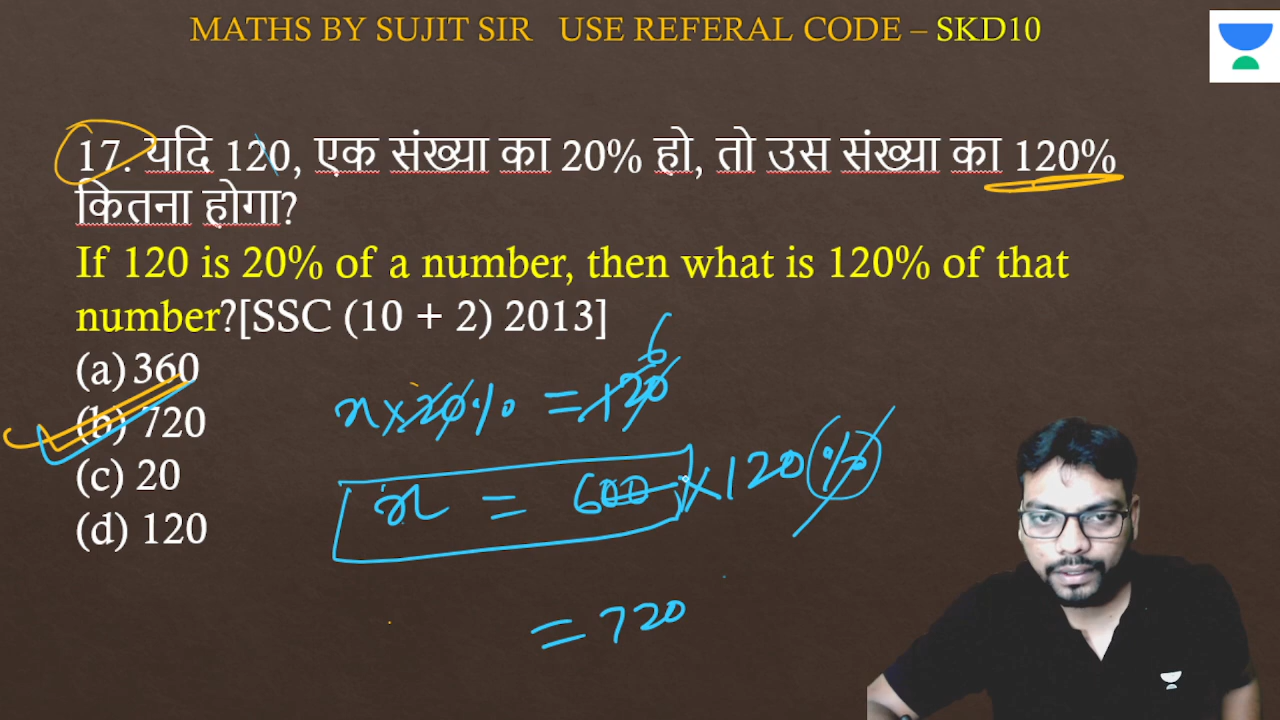 MATHS BY SUJIT SIR USE REFERAL CODE – SKD10
17. यदि 120, एक संख्या का 20% हो, तो उस संख्या का 120%
कितना होगा?
If 120 is 20% of a number, then what is 120% of that
number?[SSC (10 + 2) 2013]
(a) 360
(b) 720
(c) 20
(d) 120
6
x × 20% = 120
x = 600 × 120%
= 720